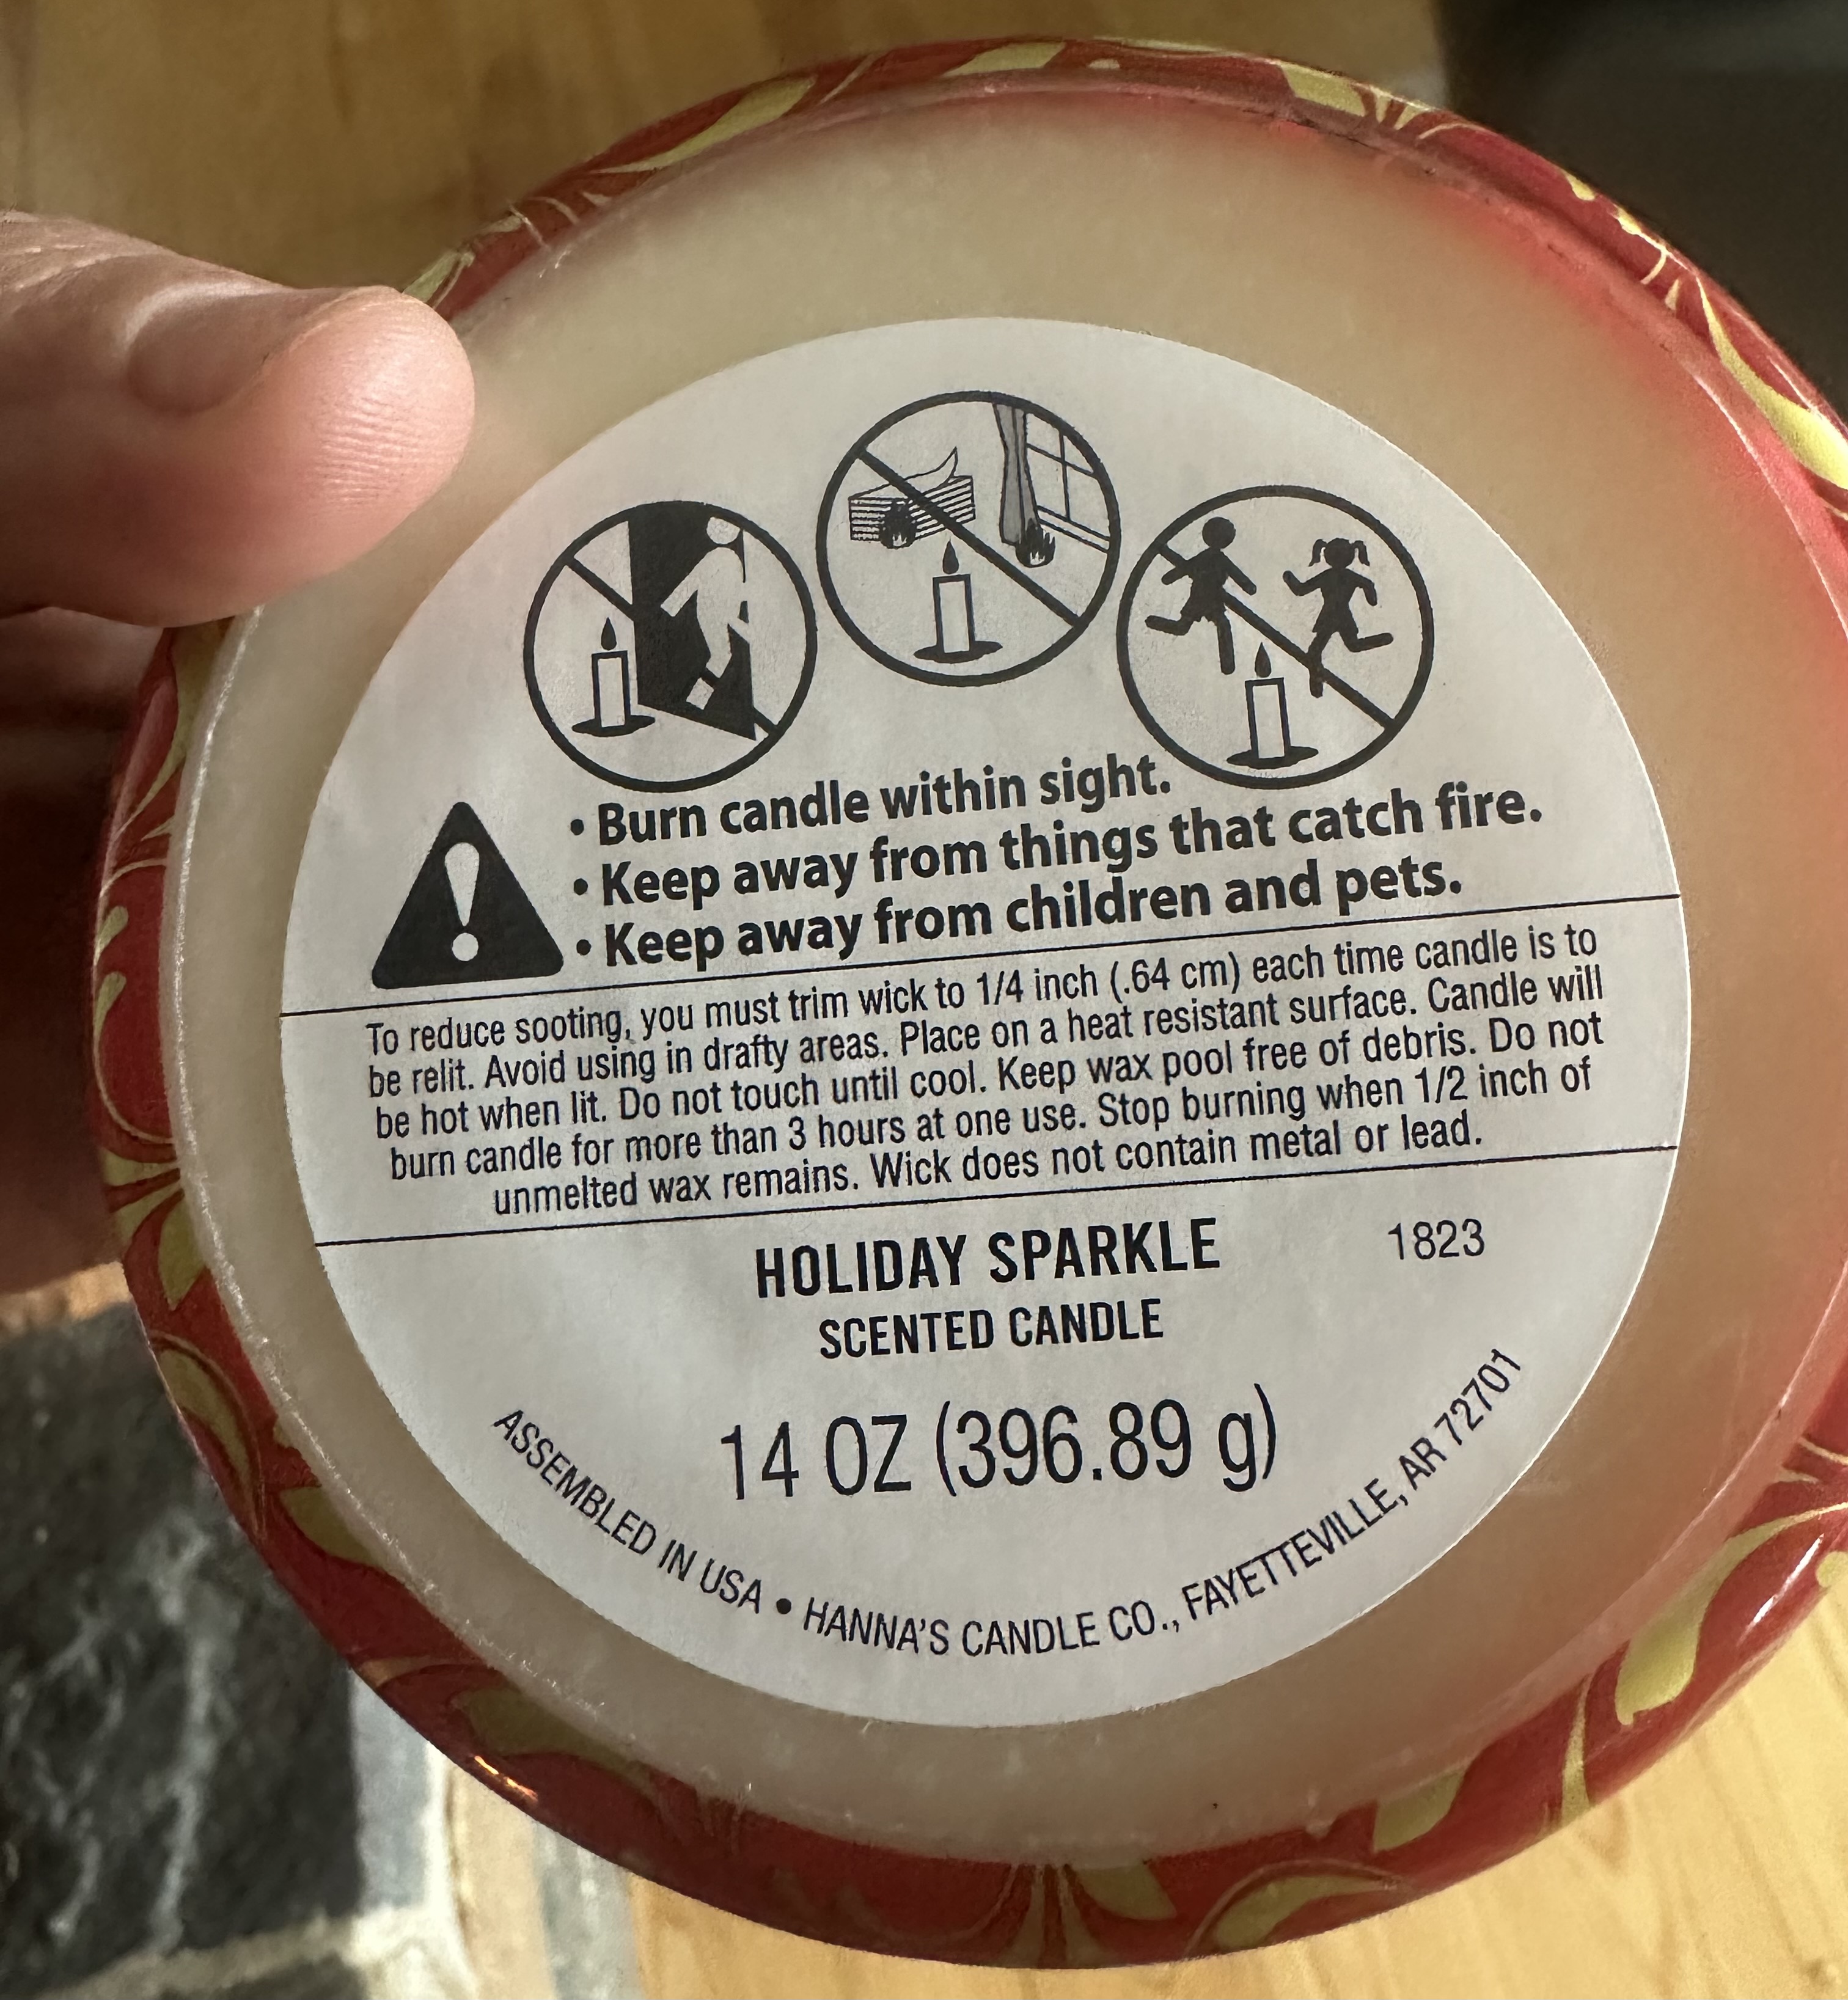 • Burn candle within sight.
• Keep away from things that catch fire.
• Keep away from children and pets.
To reduce sooting, you must trim wick to 1/4 inch (.64 cm) each time candle is to
be relit. Avoid using in drafty areas. Place on a heat resistant surface. Candle will
be hot when lit. Do not touch until cool. Keep wax pool free of debris. Do not
burn candle for more than 3 hours at one use. Stop burning when 1/2 inch of
unmelted wax remains. Wick does not contain metal or lead.
HOLIDAY SPARKLE 1823
SCENTED CANDLE
14 OZ (396.89 g)
ASSEMBLED IN USA • HANNA'S CANDLE CO., FAYETTEVILLE, AR 72701